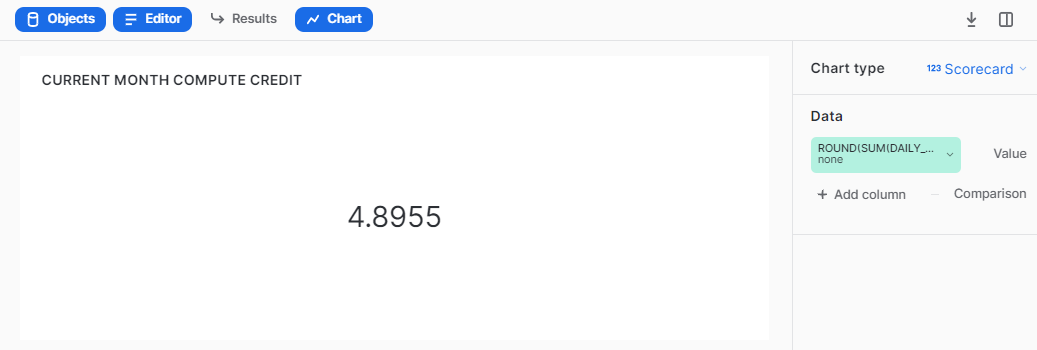 Objects
Editor
Results
Chart
CURRENT MONTH COMPUTE CREDIT
4.8955
Chart type
123 Scorecard
Data
ROUND(SUM(DAILY_...
none
Value
Add column
Comparison